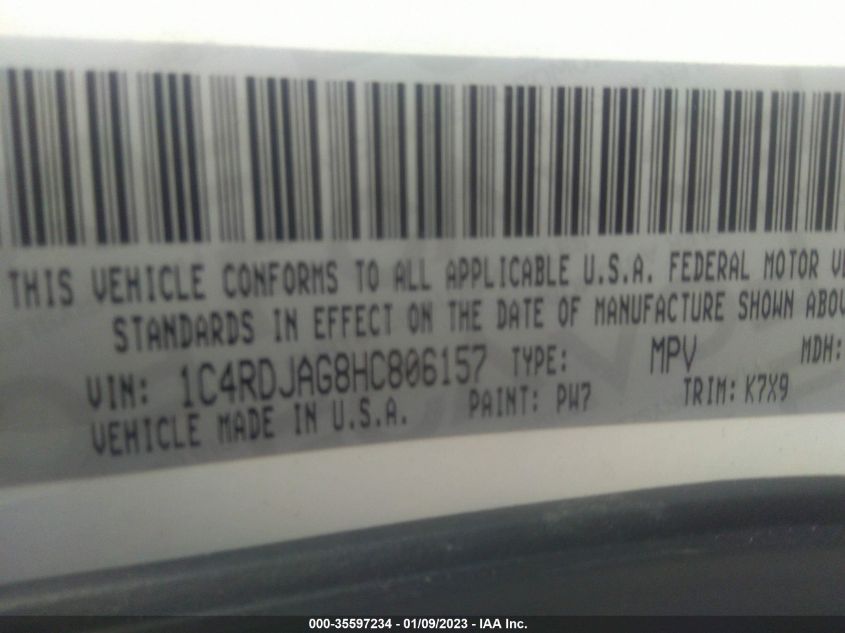 THIS VEHICLE CONFORMS TO ALL APPLICABLE U.S.A. FEDERAL MOTOR
STANDARDS IN EFFECT ON THE DATE OF MANUFACTURE SHOWN
VIN: 1C4RDJAG8HC806157 TYPE: MPV MDH:
VEHICLE MADE IN U.S.A. PAINT: PW7 TRIM: K7X9
000-35597234 - 01/09/2023 - IAA Inc.